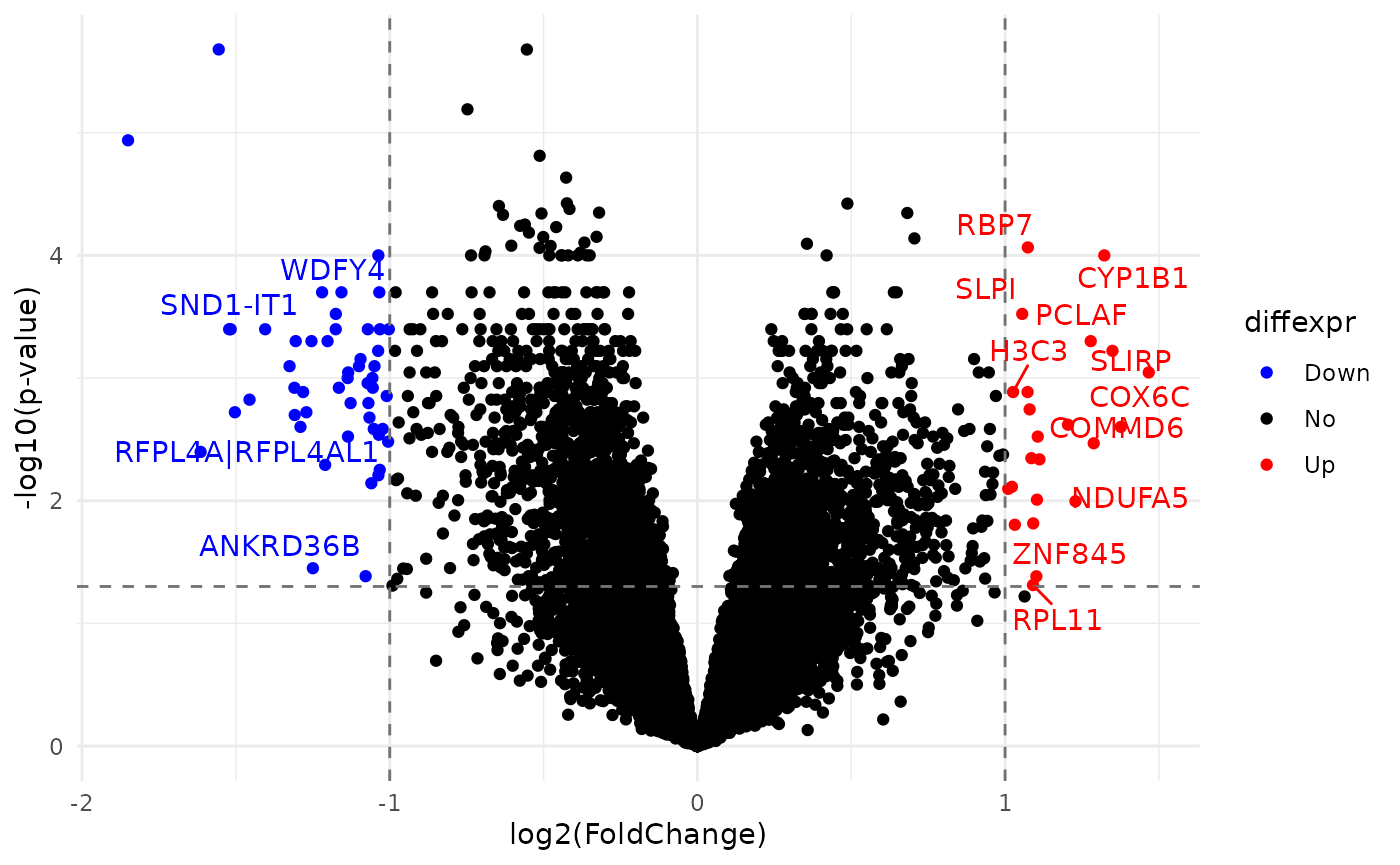 RBP7
WDFY4
CYP1B1
SLPI
SND1-IT1
PCLAF
H3C3
SLIRP
COX6C
COMMD6
RFPL4A|RFPL4AL1
NDUFA5
ANKRD36B
ZNF845
RPL11
4
2
0
-log10(p-value)
-2
-1
0
1
log2(FoldChange)
diffexpr
Down
No
Up